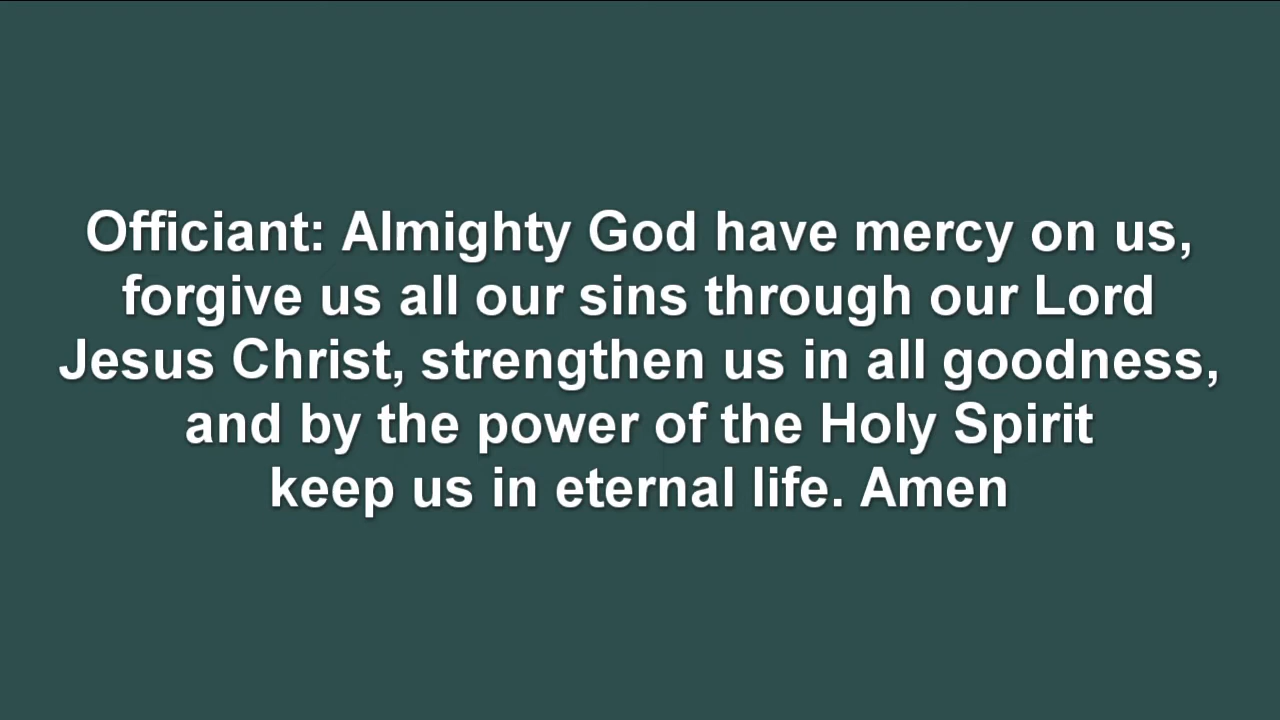 Officiant: Almighty God have mercy on us,
forgive us all our sins through our Lord
Jesus Christ, strengthen us in all goodness,
and by the power of the Holy Spirit
keep us in eternal life. Amen